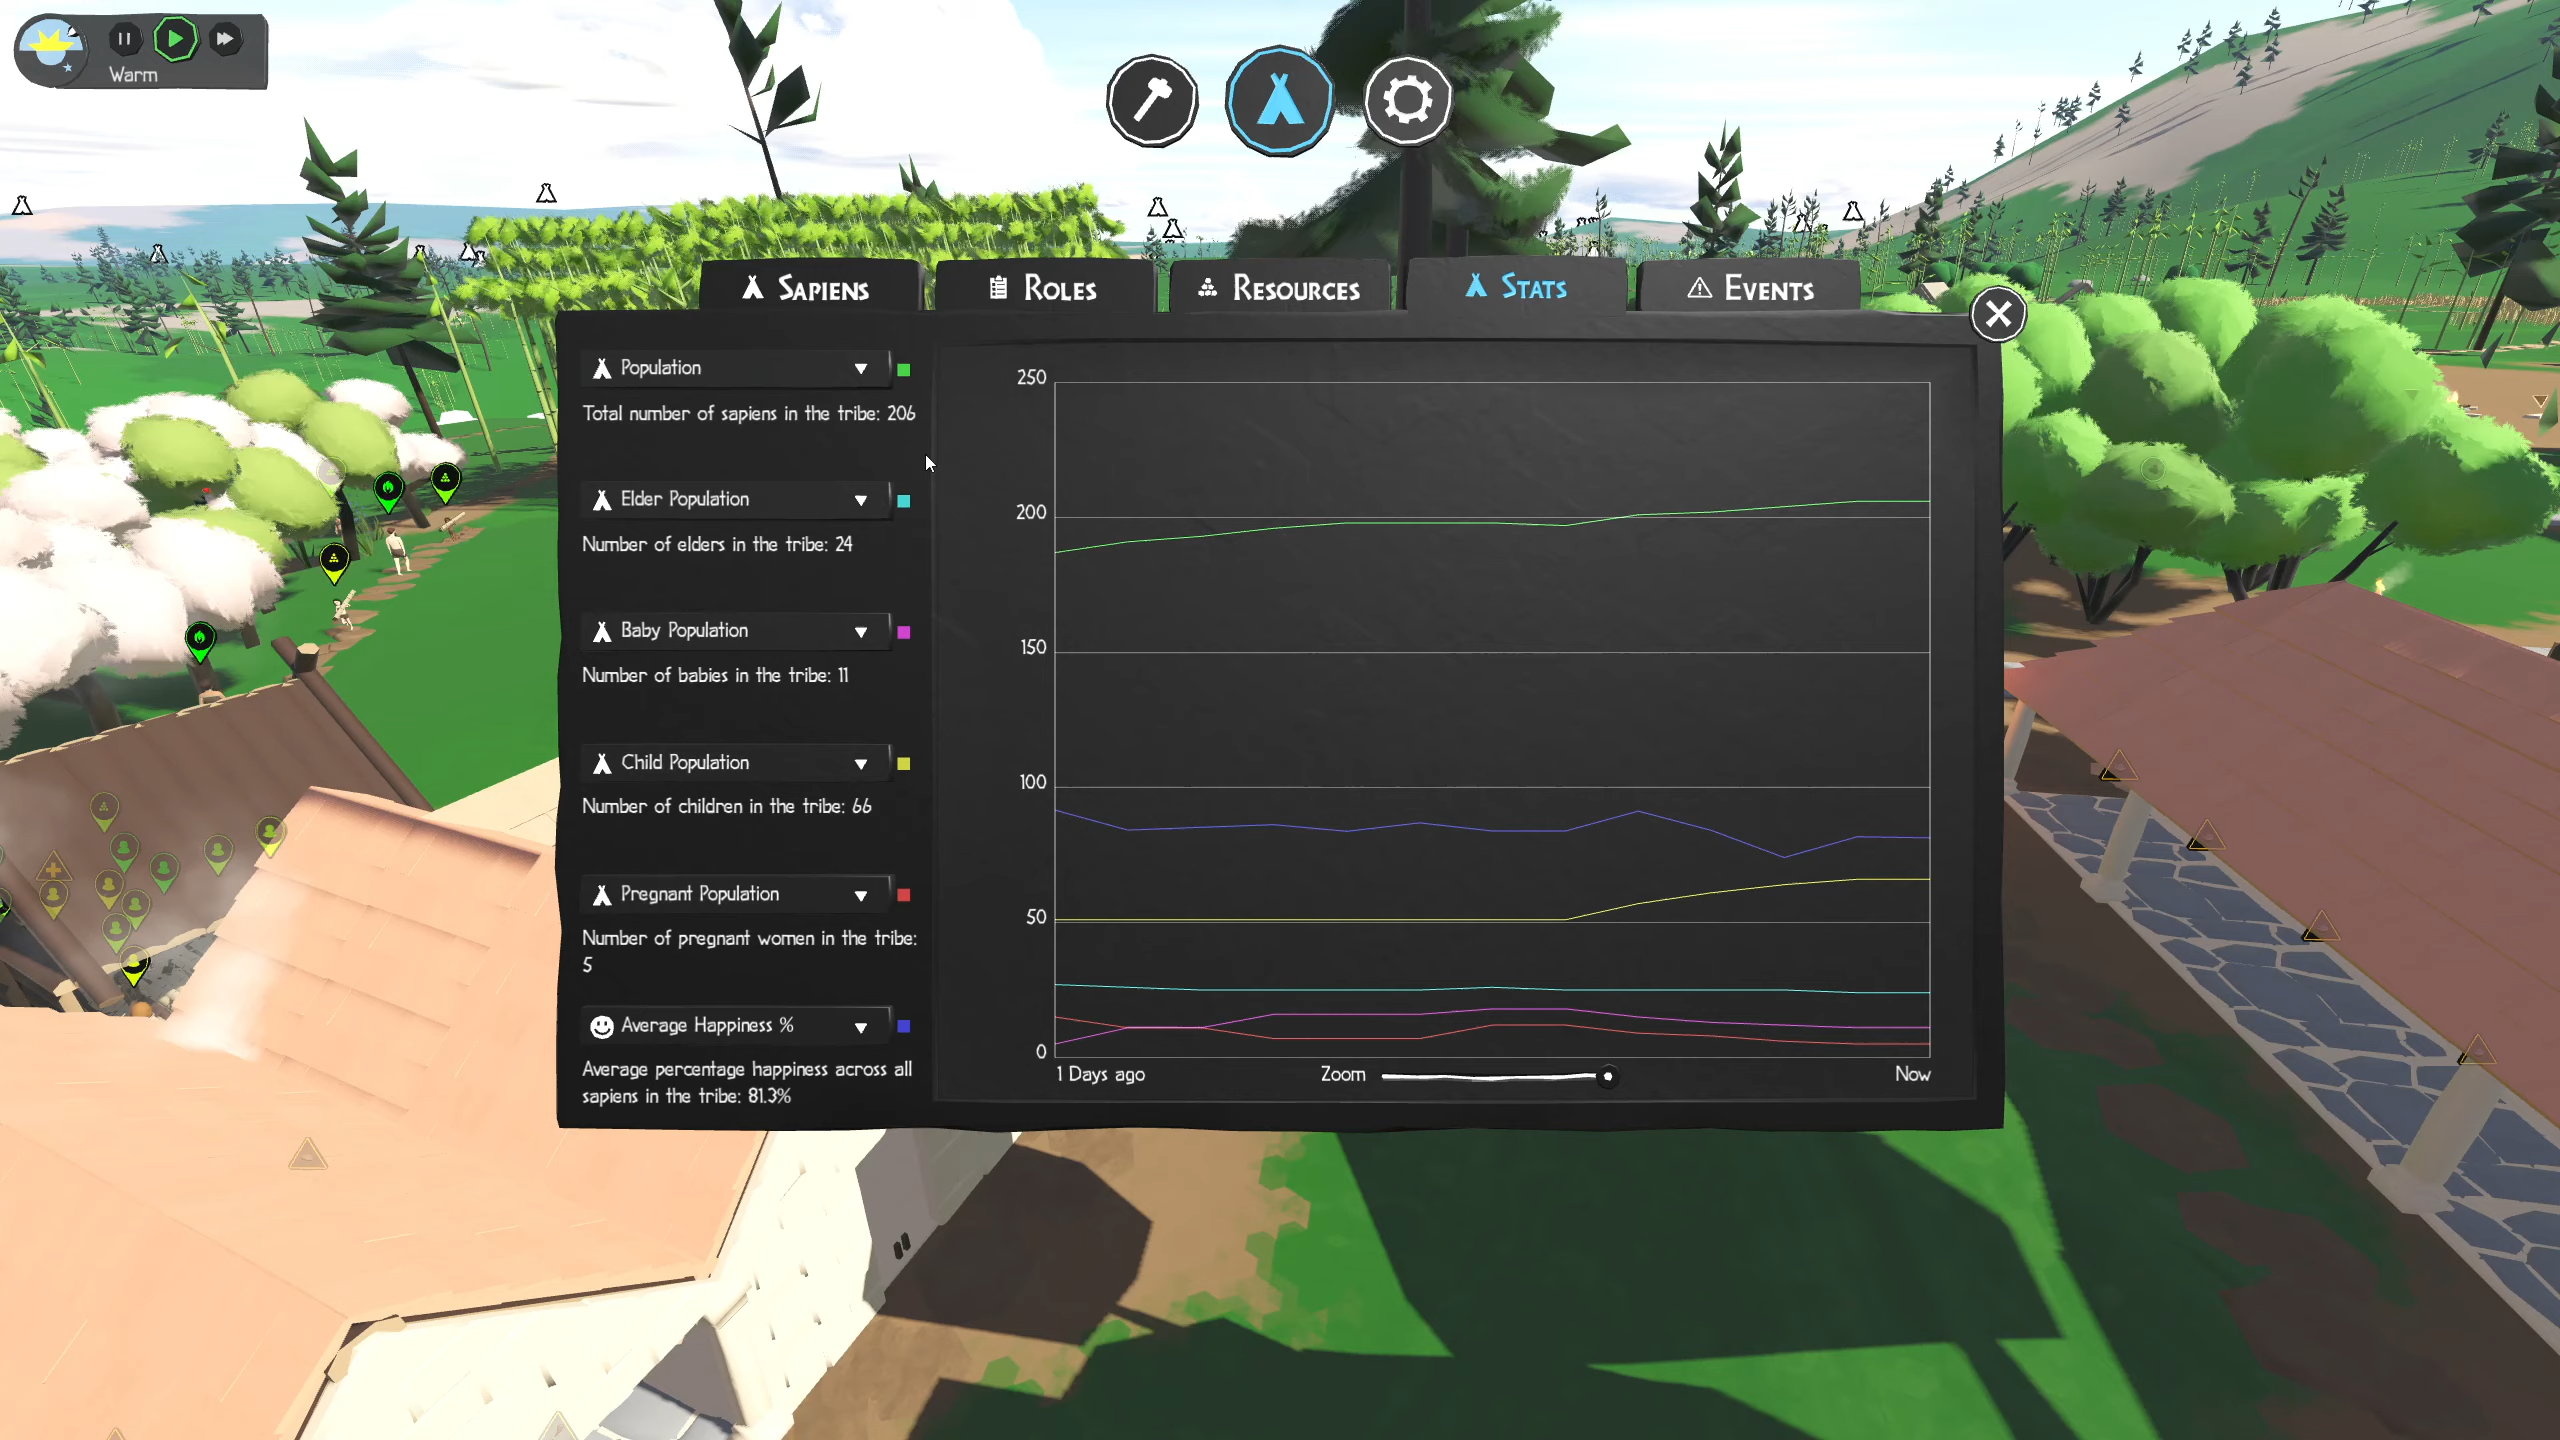 Warm
Sapiens
Roles
Resources
Stats
Events
Population
Total number of sapiens in the tribe: 206
Elder Population
Number of elders in the tribe: 24
Baby Population
Number of babies in the tribe: 11
Child Population
Number of children in the tribe: 66
Pregnant Population
Number of pregnant women in the tribe:
5
Average Happiness %
Average percentage happiness across all
sapiens in the tribe: 81.3%
250
200
150
100
50
0
1 Days ago
Zoom
Now